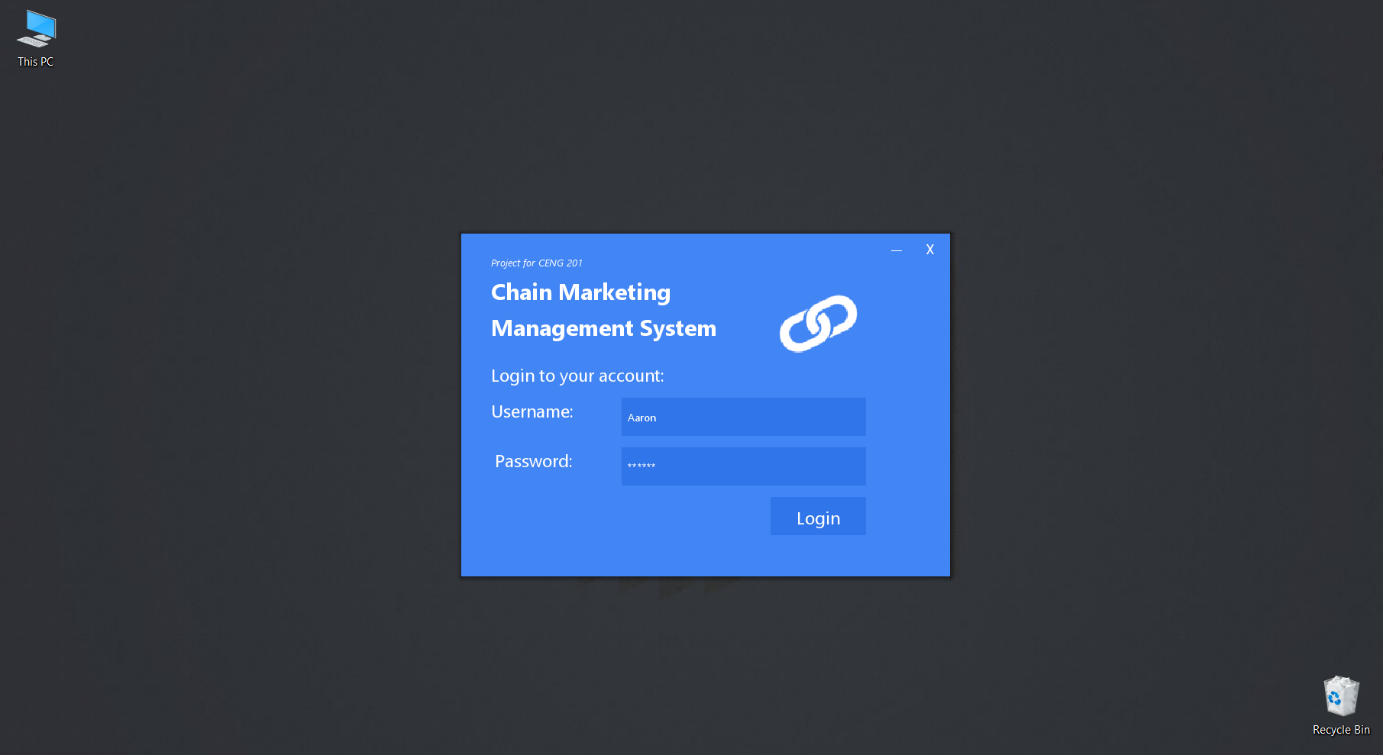 This PC
— X
Project for CENG 201
Chain Marketing
Management System
Login to your account:
Username:
Aaron
Password:
******
Login
Recycle Bin